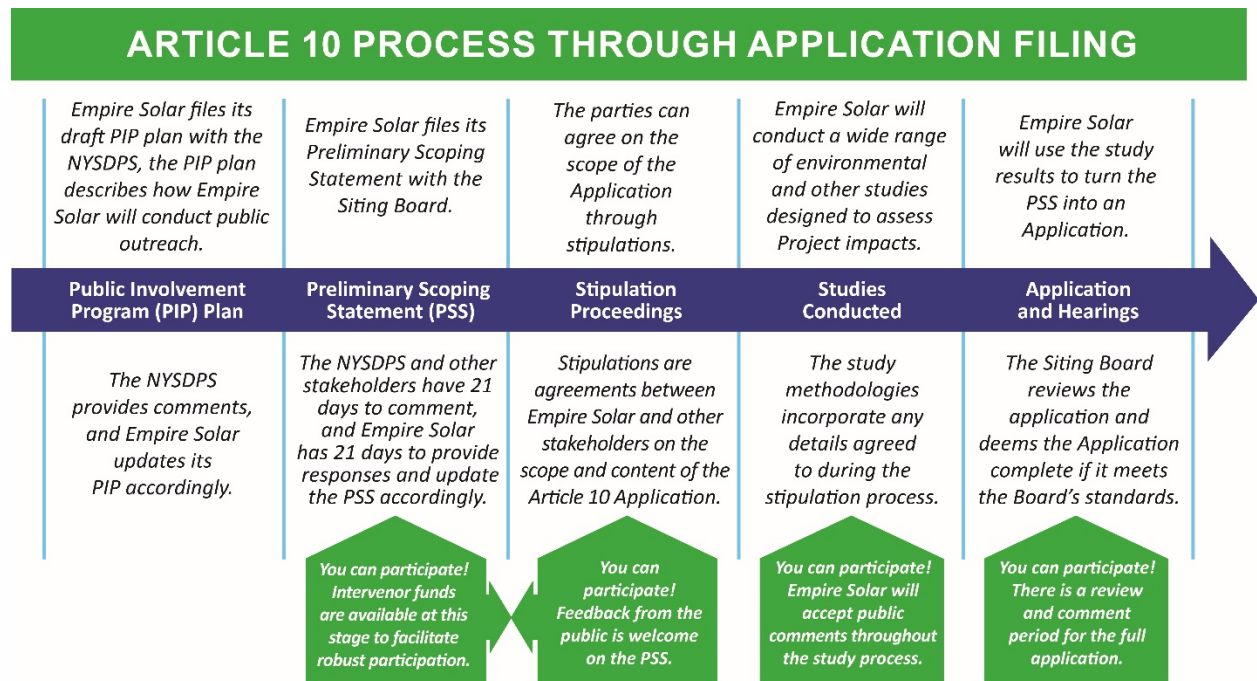 ARTICLE 10 PROCESS THROUGH APPLICATION FILING
Empire Solar files its
draft PIP plan with the
NYSDPS, the PIP plan
describes how Empire
Solar will conduct public
outreach.
Empire Solar files its
Preliminary Scoping
Statement with the
Siting Board.
The parties can
agree on the
scope of the
Application
through
stipulations.
Empire Solar will
conduct a wide range
of environmental
and other studies
designed to assess
Project impacts.
Empire Solar
will use the study
results to turn the
PSS into an
Application.
Public Involvement
Program (PIP) Plan
Preliminary Scoping
Statement (PSS)
Stipulation
Proceedings
Studies
Conducted
Application
and Hearings
The NYSDPS
provides comments,
and Empire Solar
updates its
PIP accordingly.
The NYSDPS and other
stakeholders have 21
days to comment,
and Empire Solar
has 21 days to provide
responses and update
the PSS accordingly.
Stipulations are
agreements between
Empire Solar and other
stakeholders on the
scope and content of the
Article 10 Application.
The study
methodologies
incorporate any
details agreed
to during the
stipulation process.
The Siting Board
reviews the
application and
deems the Application
complete if it meets
the Board's standards.
You can participate!
Intervenor funds
are available at this
stage to facilitate
robust participation.
You can
participate!
Feedback from the
public is welcome
on the PSS.
You can participate!
Empire Solar will
accept public
comments throughout
the study process.
You can participate!
There is a review
and comment
period for the full
application.